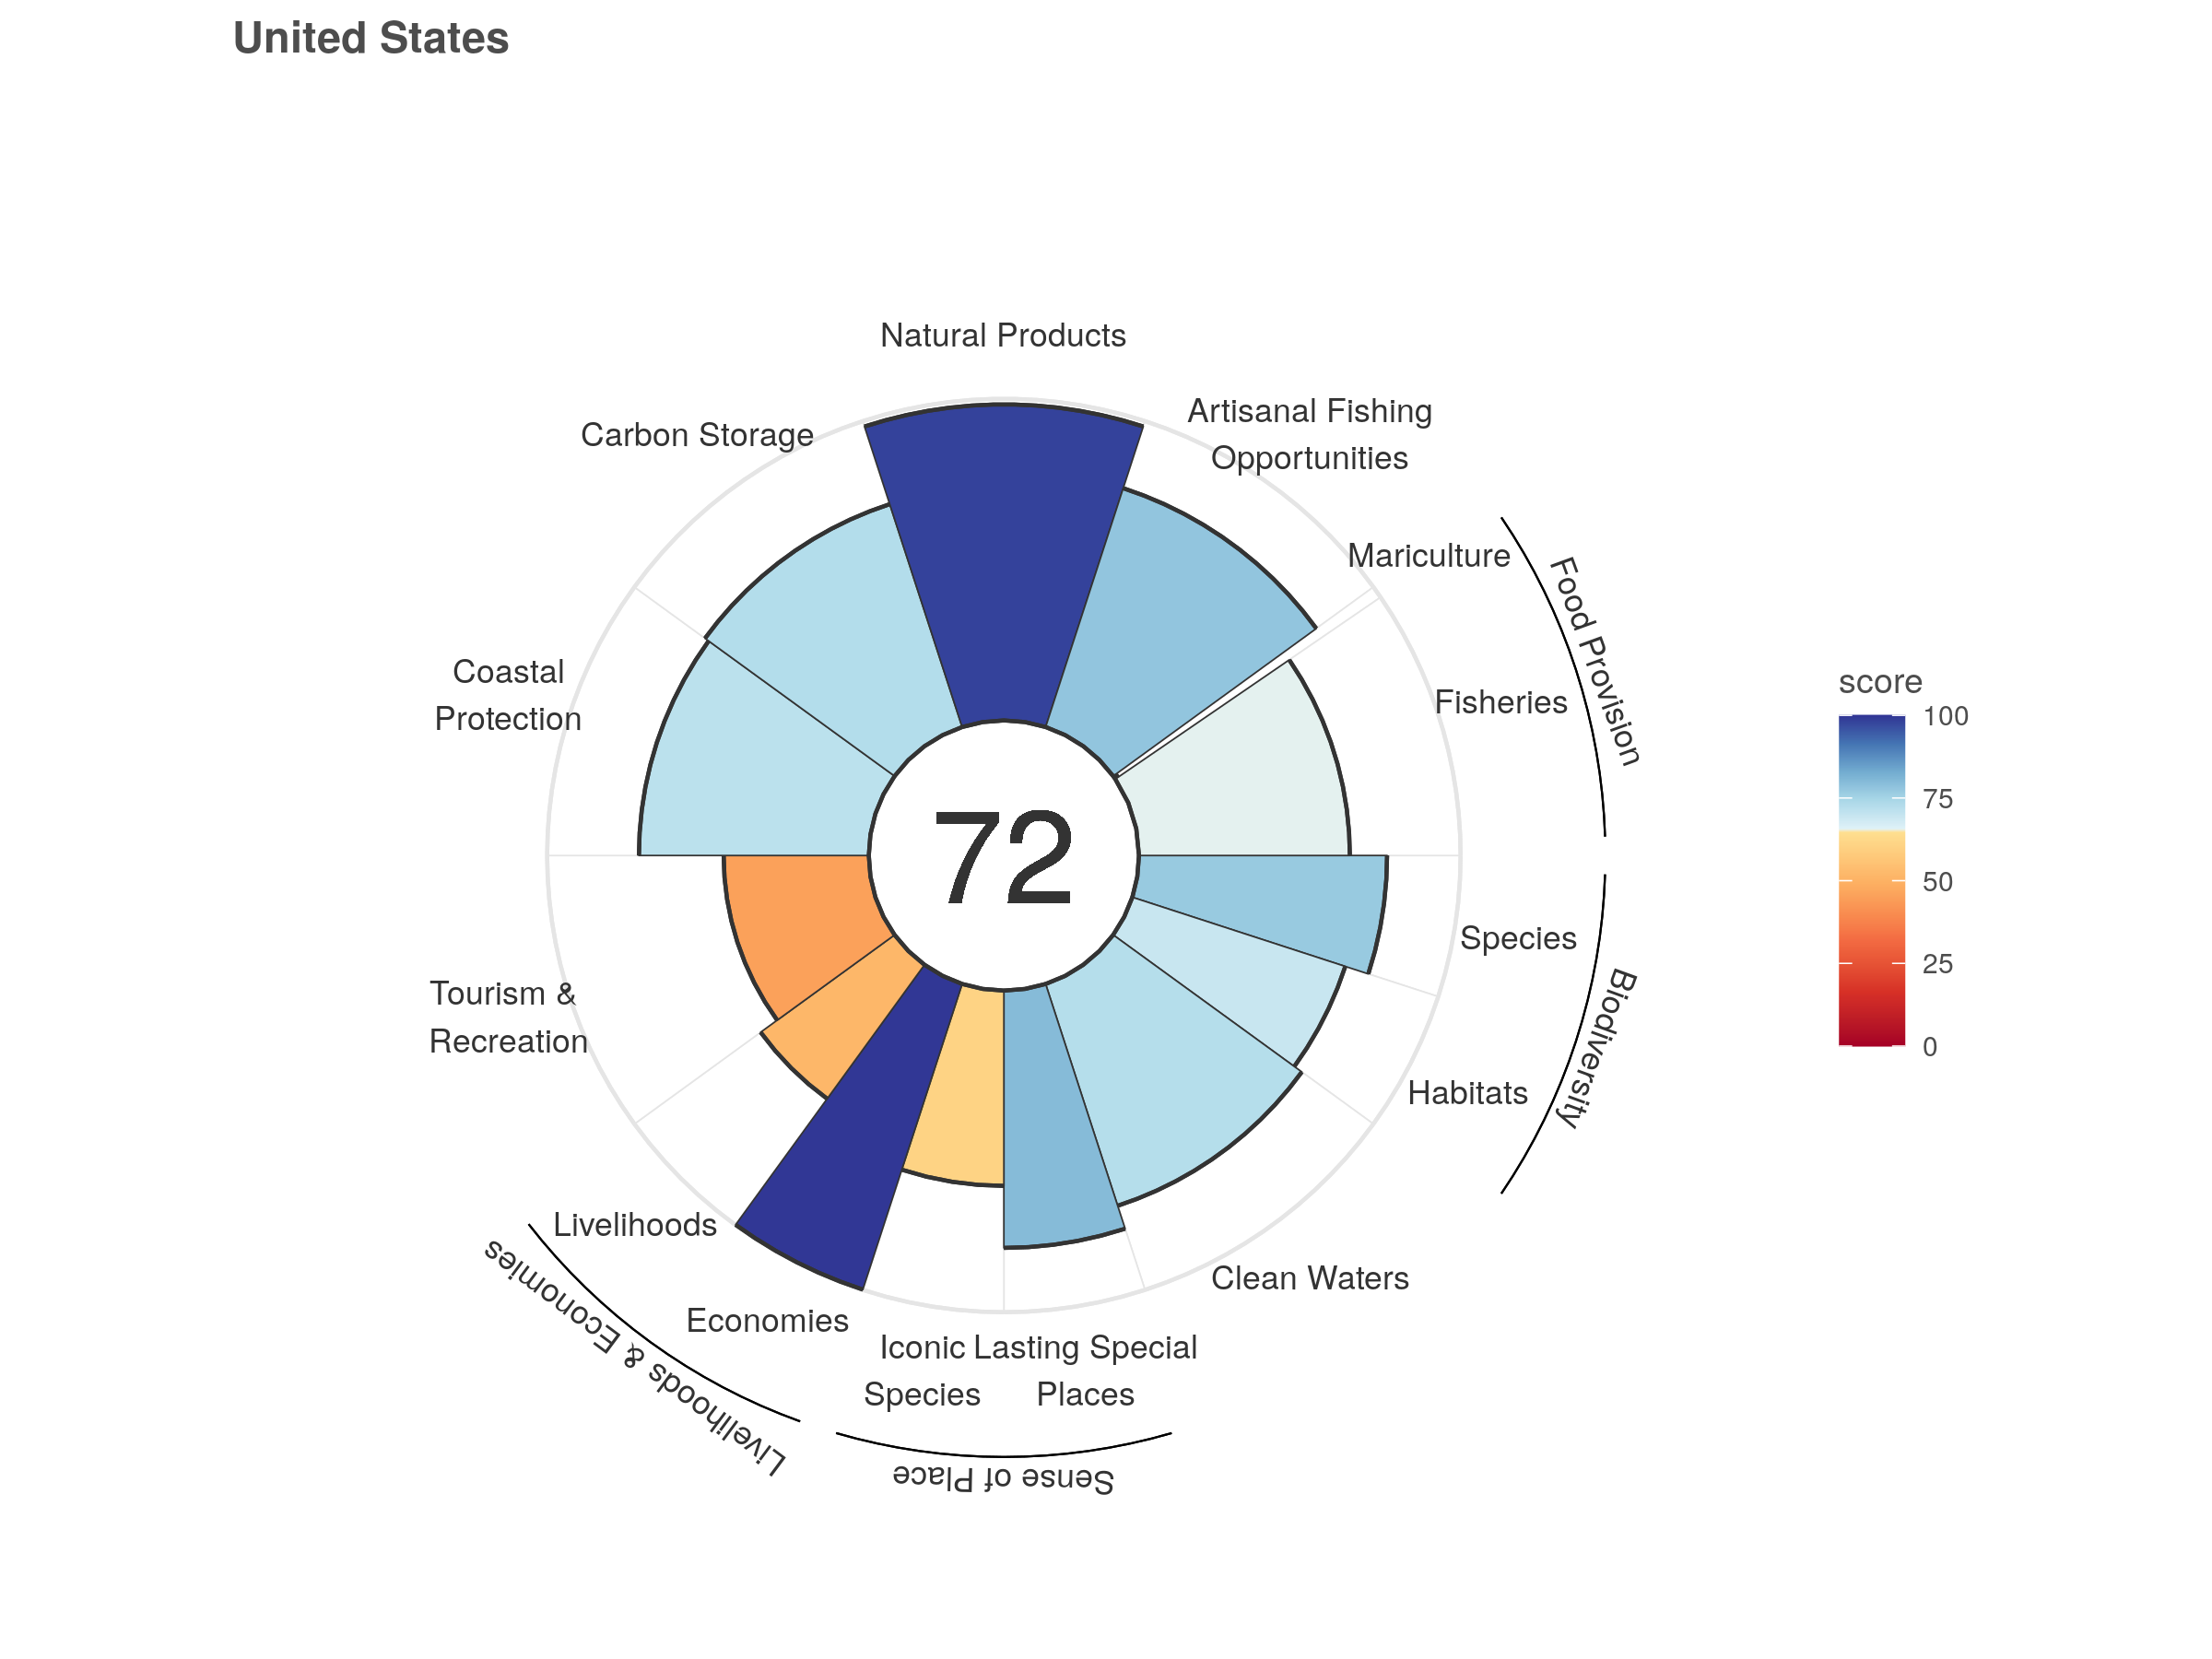 United States
Natural Products
Artisanal Fishing
Opportunities
Carbon Storage
Mariculture
Food Provision
Coastal
Protection
Fisheries
72
Species
Biodiversity
Tourism &
Recreation
Habitats
Livelihoods
Clean Waters
Economies
Livelihoods & Economies
Iconic
Species
Lasting Special
Places
Sense of Place
score
100
75
50
25
0